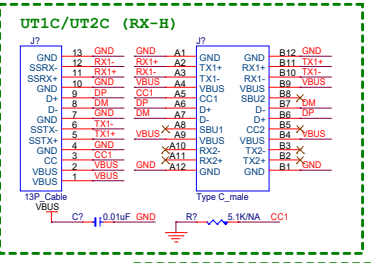 UT1C/UT2C (RX-H)
J? J?
GND 13 GND GND A1 GND GND B12 GND
SSRX- 12 RX1- RX1+ A2 TX1+ RX1+ B11 TX1+
SSRX+ 11 RX1+ RX1- A3 TX1- RX1- B10 TX1-
GND 10 GND VBUS A4 VBUS VBUS B9 VBUS
D+ 9 DP CC1 A5 CC1 SBU2 B8
D- 8 DM DP A6 D+ D- B7 DM
GND 7 GND DM A7 D- D+ B6 DP
SSTX- 6 TX1- A8 SBU1 CC2 B5
SSTX+ 5 TX1+ VBUS A9 VBUS VBUS B4 VBUS
GND 4 GND A10 RX2- TX2- B3
CC 3 CC1 A11 RX2+ TX2+ B2
VBUS 2 VBUS GND A12 GND GND B1 GND
VBUS 1 VBUS
13P_Cable Type C_male
VBUS
C? 0.01uF GND R? 5.1K/NA CC1